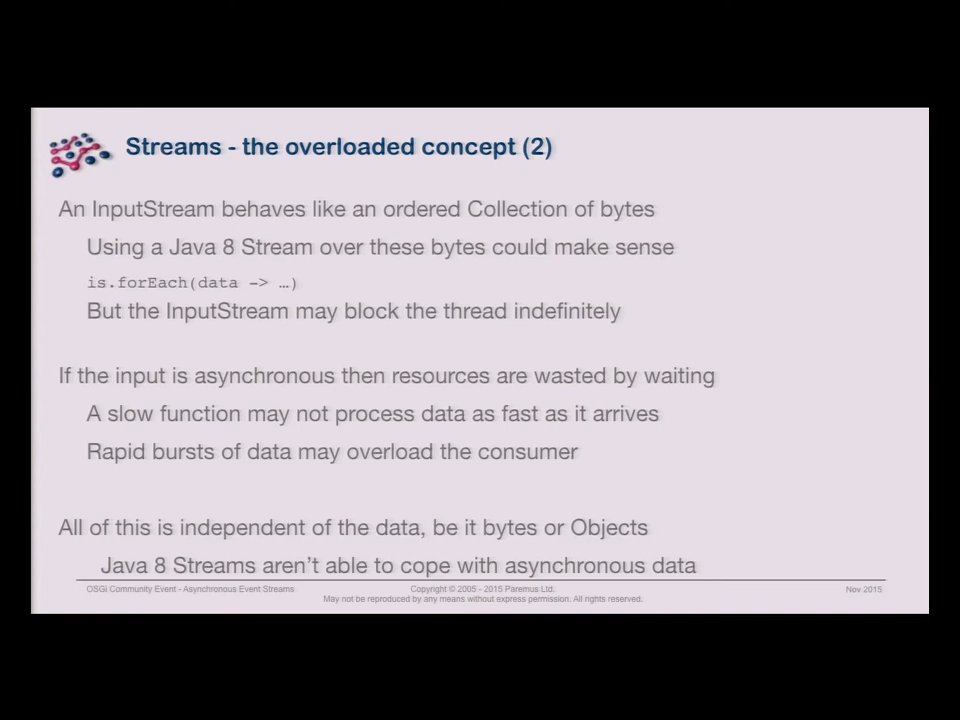 Streams - the overloaded concept (2)
An InputStream behaves like an ordered Collection of bytes
Using a Java 8 Stream over these bytes could make sense
is.forEach(data -> …)
But the InputStream may block the thread indefinitely
If the input is asynchronous then resources are wasted by waiting
A slow function may not process data as fast as it arrives
Rapid bursts of data may overload the consumer
All of this is independent of the data, be it bytes or Objects
Java 8 Streams aren't able to cope with asynchronous data
OSGi Community Event - Asynchronous Event Streams
Copyright © 2005 - 2015 Paremus Ltd.
May not be reproduced by any means without express permission. All rights reserved.
Nov 2015